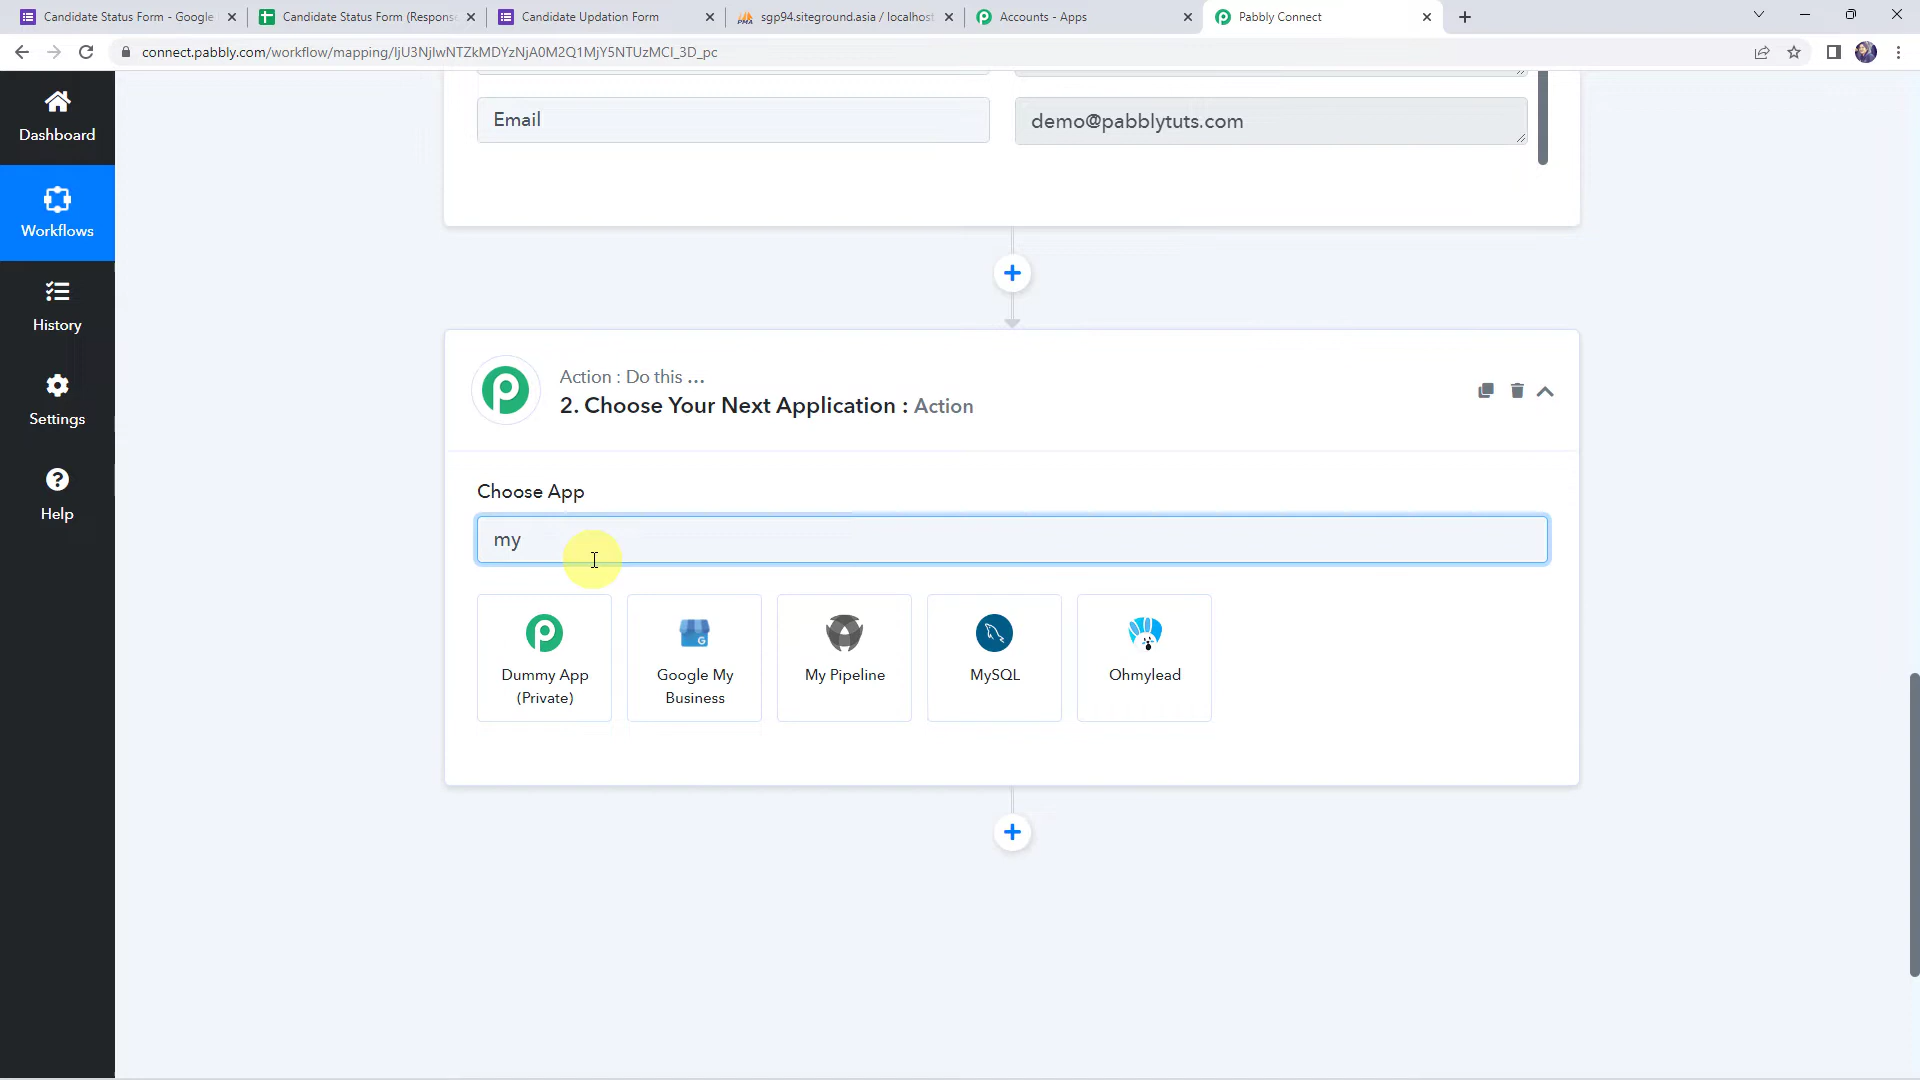 Candidate Status Form - Google
Candidate Status Form (Respons
Candidate Updation Form
sgp94.siteground.asia / localhost
Accounts - Apps
Pabbly Connect
connect.pabbly.com/workflow/mapping/IjU3NjIwNTZkMDYzNjA0M2Q1MjY5NTUzMCI_3D_pc
Dashboard
Workflows
History
Settings
Help
Email
demo@pabblytuts.com
Action : Do this ...
2. Choose Your Next Application : Action
Choose App
my
Dummy App
(Private)
Google My
Business
My Pipeline
MySQL
Ohmylead